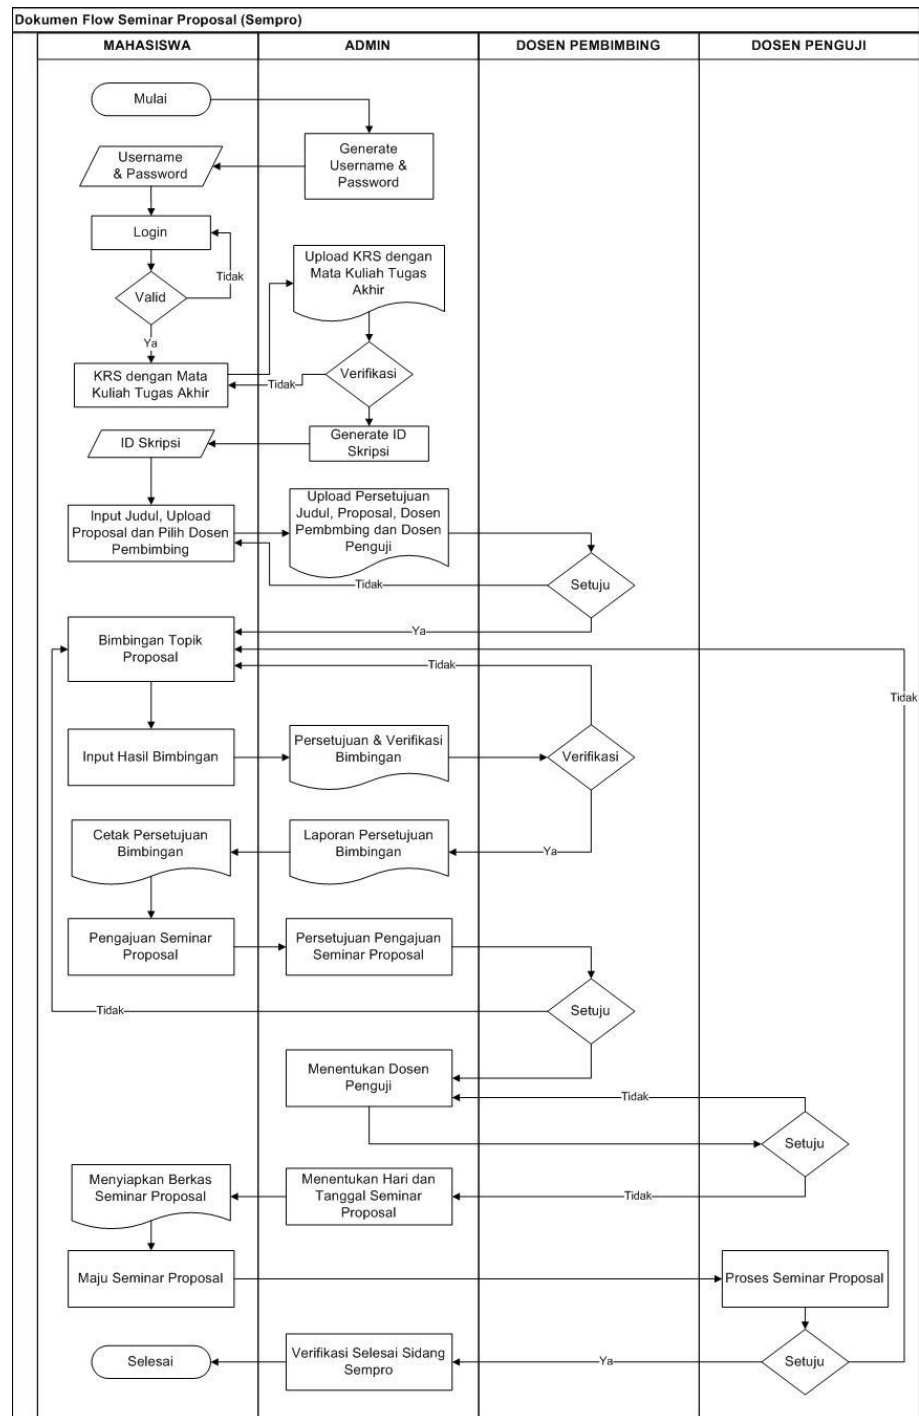 Dokumen Flow Seminar Proposal (Sempro)
MAHASISWA
ADMIN
DOSEN PEMBIMBING
DOSEN PENGUJI
Mulai
Generate
Username &
Password
Username
& Password
Login
Tidak
Valid
Ya
Upload KRS dengan
Mata Kuliah Tugas
Akhir
KRS dengan Mata
Kuliah Tugas Akhir
Tidak
Verifikasi
Generate ID
Skripsi
ID Skripsi
Input Judul, Upload
Proposal dan Pilih Dosen
Pembimbing
Upload Persetujuan
Judul, Proposal, Dosen
Pembmbing dan Dosen
Penguji
Setuju
Tidak
Ya
Bimbingan Topik
Proposal
Tidak
Tidak
Input Hasil Bimbingan
Persetujuan & Verifikasi
Bimbingan
Verifikasi
Cetak Persetujuan
Bimbingan
Laporan Persetujuan
Bimbingan
Ya
Pengajuan Seminar
Proposal
Persetujuan Pengajuan
Seminar Proposal
Setuju
Tidak
Menentukan Dosen
Penguji
Tidak
Setuju
Menyiapkan Berkas
Seminar Proposal
Menentukan Hari dan
Tanggal Seminar
Proposal
Tidak
Maju Seminar Proposal
Proses Seminar Proposal
Selesai
Verifikasi Selesai Sidang
Sempro
Ya
Setuju